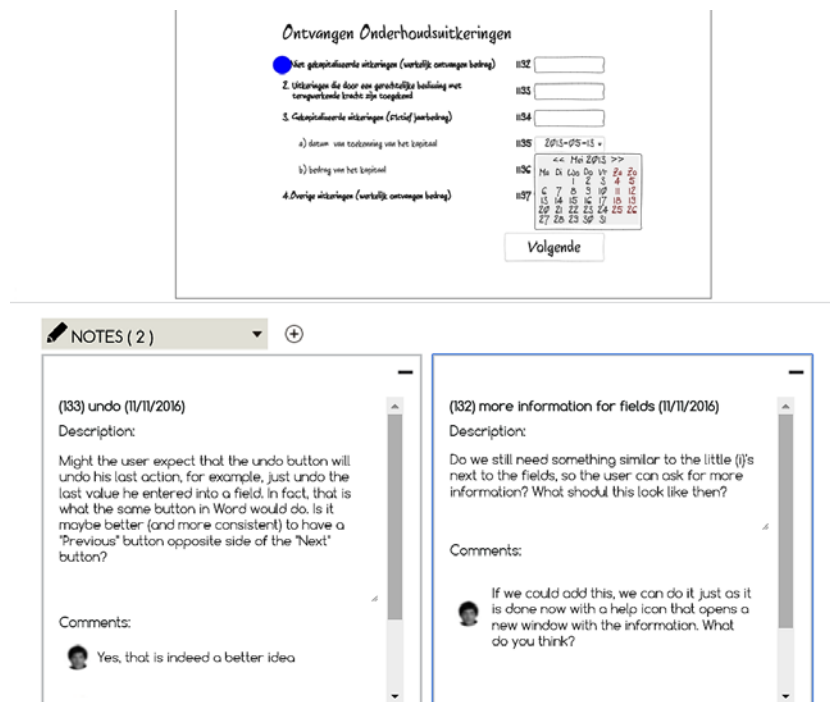 Ontvangen Onderhoudsuitkeringen
Niet gekapitaliseerde uitkeringen (werkelijk ontvangen bedrag) 1132
2. Uitkeringen die door een gerechtelijke beslissing met
terugwerkende kracht zijn toegekend 1133
3. Gekapitaliseerde uitkeringen (fictief jaarbedrag) 1134
a) datum van toekenning van het kapitaal 1135 2013-05-13
b) bedrag van het kapitaal 1136
4.Overige uitkeringen (werkelijk ontvangen bedrag) 1137
<< Mei 2013 >>
Ma Di Wo Do Vr Za Zo
1 2 3 4 5
6 7 8 9 10 11 12
13 14 15 16 17 18 19
20 21 22 23 24 25 26
27 28 29 30 31
Volgende
NOTES ( 2 )
(133) undo (11/11/2016)
Description:
Might the user expect that the undo button will
undo his last action, for example, just undo the
last value he entered into a field. In fact, that is
what the same button in Word would do. Is it
maybe better (and more consistent) to have a
"Previous" button opposite side of the "Next"
button?
Comments:
Yes, that is indeed a better idea
(132) more information for fields (11/11/2016)
Description:
Do we still need something similar to the little (i)'s
next to the fields, so the user can ask for more
information? What shodul this look like then?
Comments:
If we could add this, we can do it just as it
is done now with a help icon that opens a
new window with the information. What
do you think?